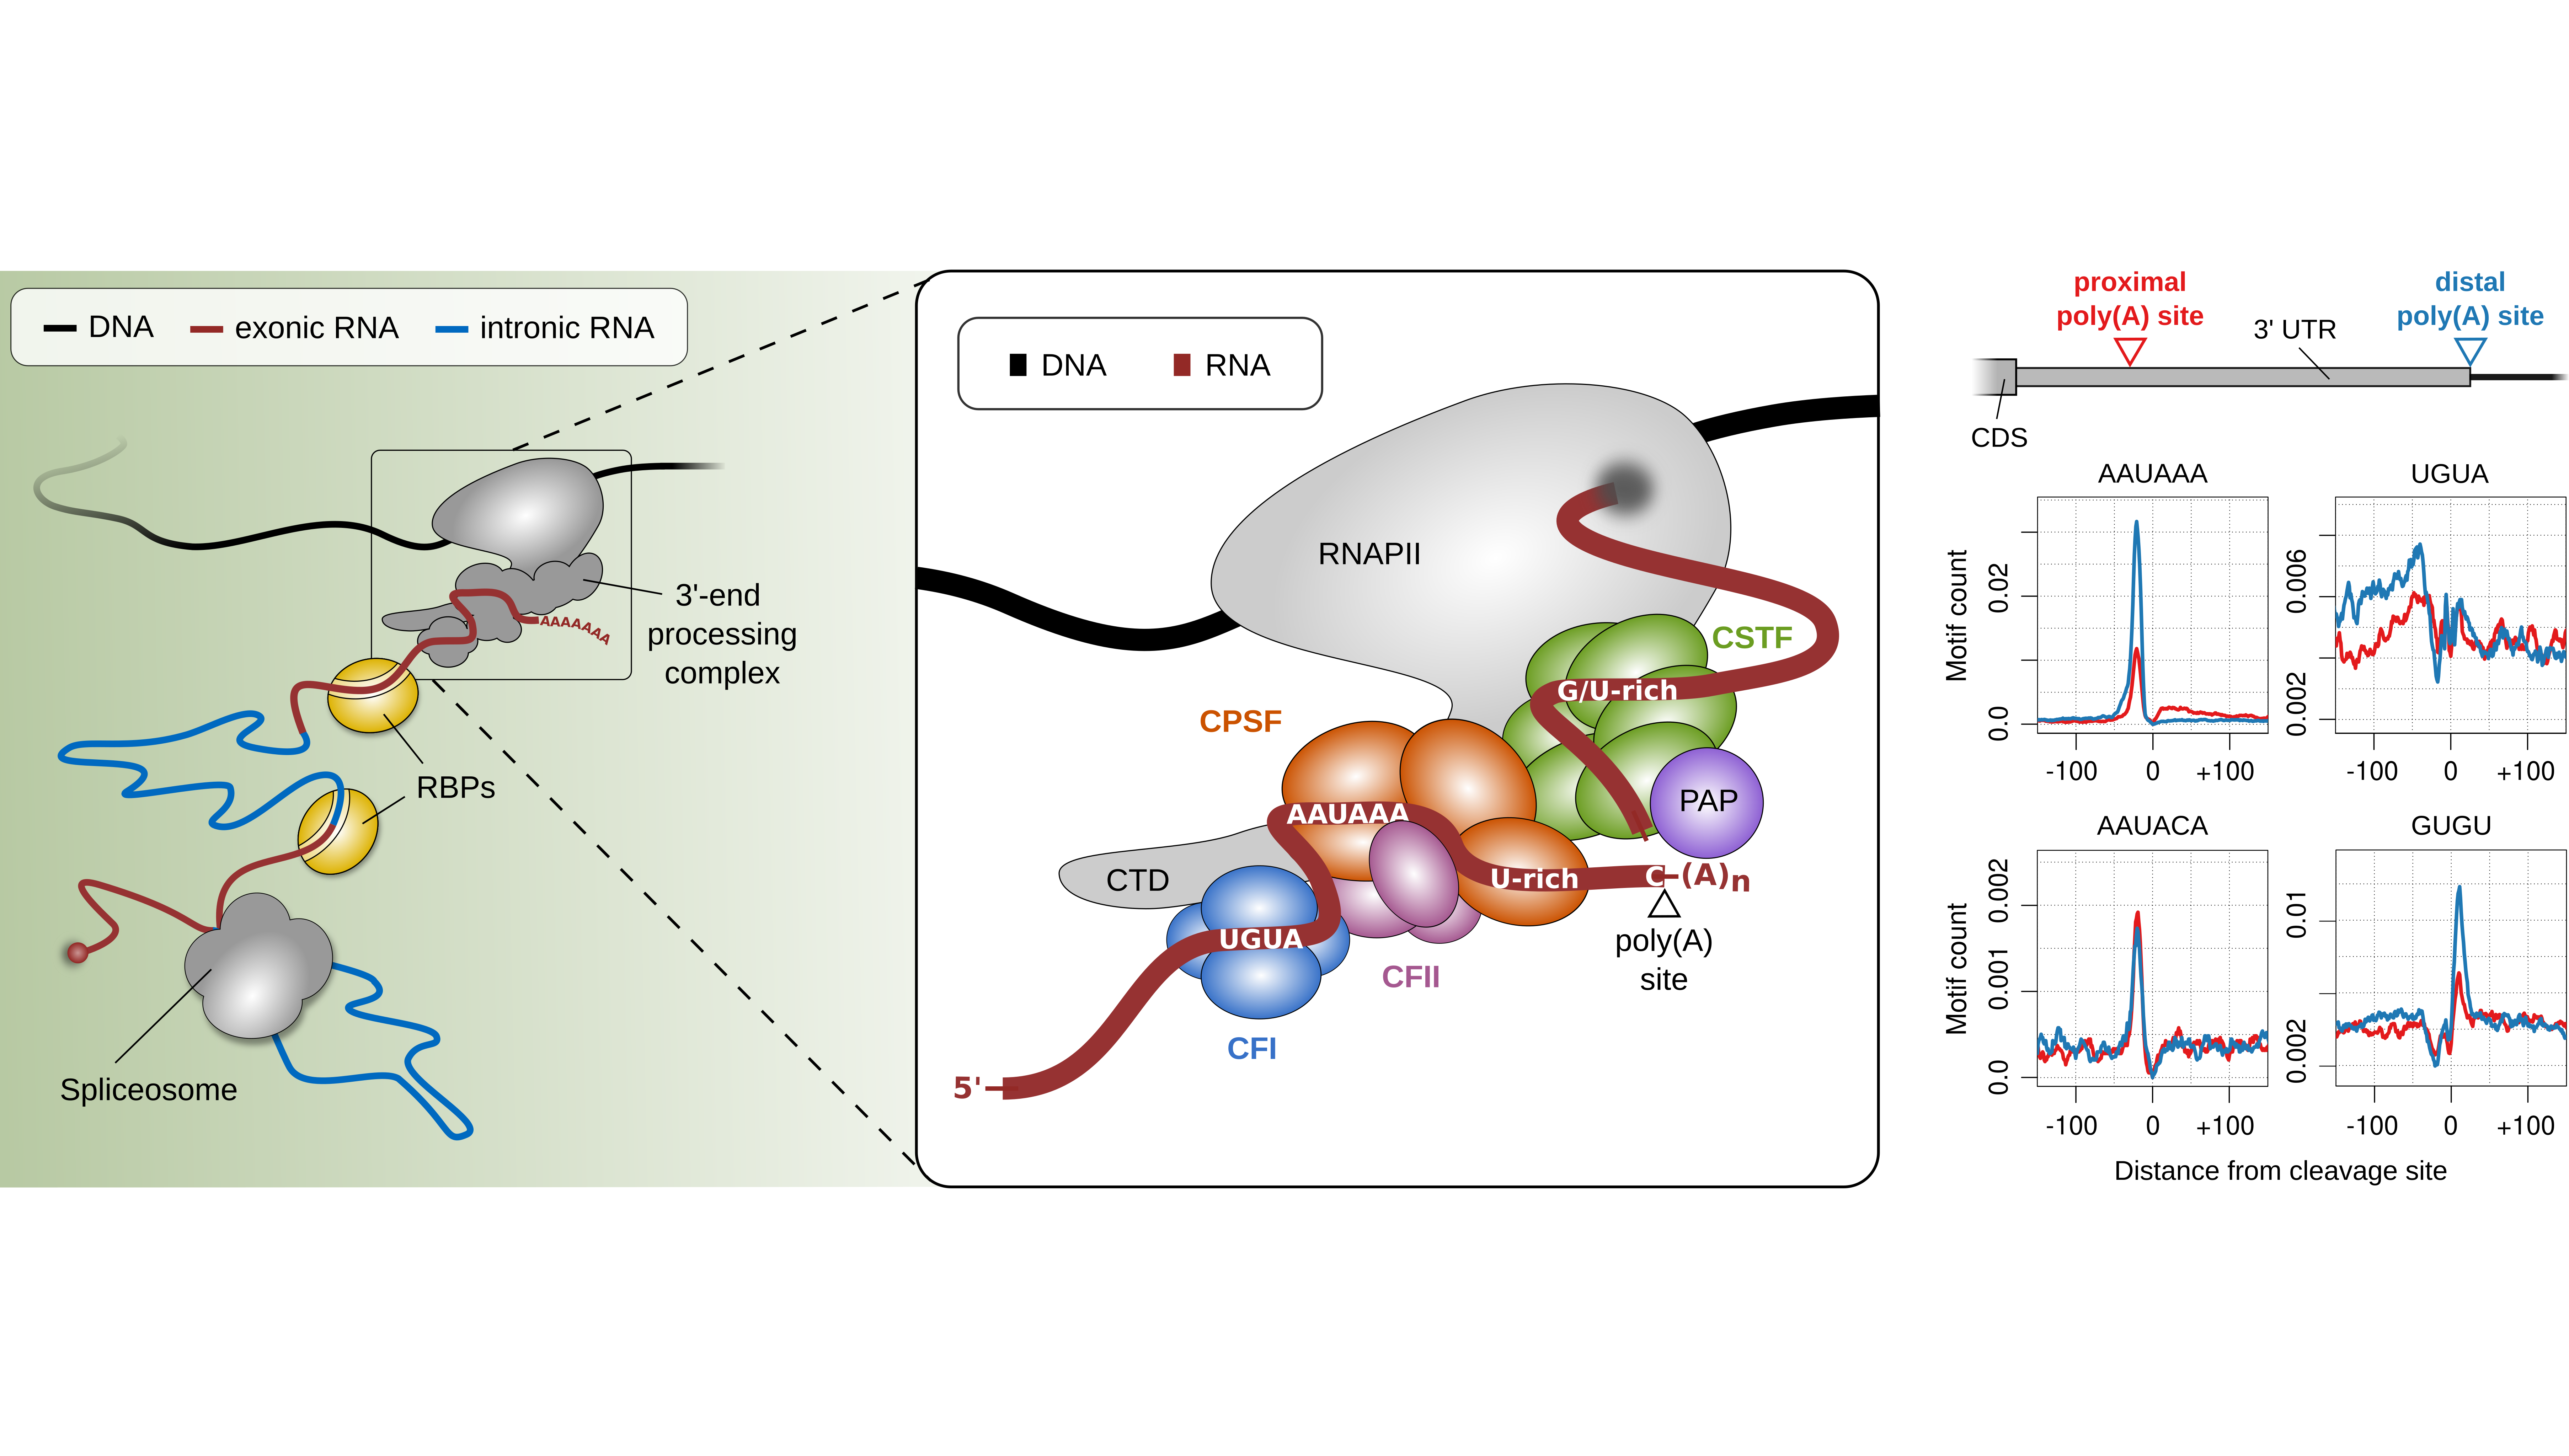 DNA
exonic RNA
intronic RNA
AAAAAAA
3'-end
processing
complex
RBPs
Spliceosome
DNA
RNA
RNAPII
CSTF
G/U-rich
CPSF
AAUAAA
PAP
CTD
U-rich
C-(A)n
UGUA
poly(A)
site
CFII
CFI
5'
proximal
poly(A) site
distal
poly(A) site
3' UTR
CDS
AAUAAA
Motif count
0.0
0.02
-100
0
+100
UGUA
0.002
0.006
-100
0
+100
AAUACA
Motif count
0.0
0.001
0.002
-100
0
+100
GUGU
0.002
0.01
-100
0
+100
Distance from cleavage site